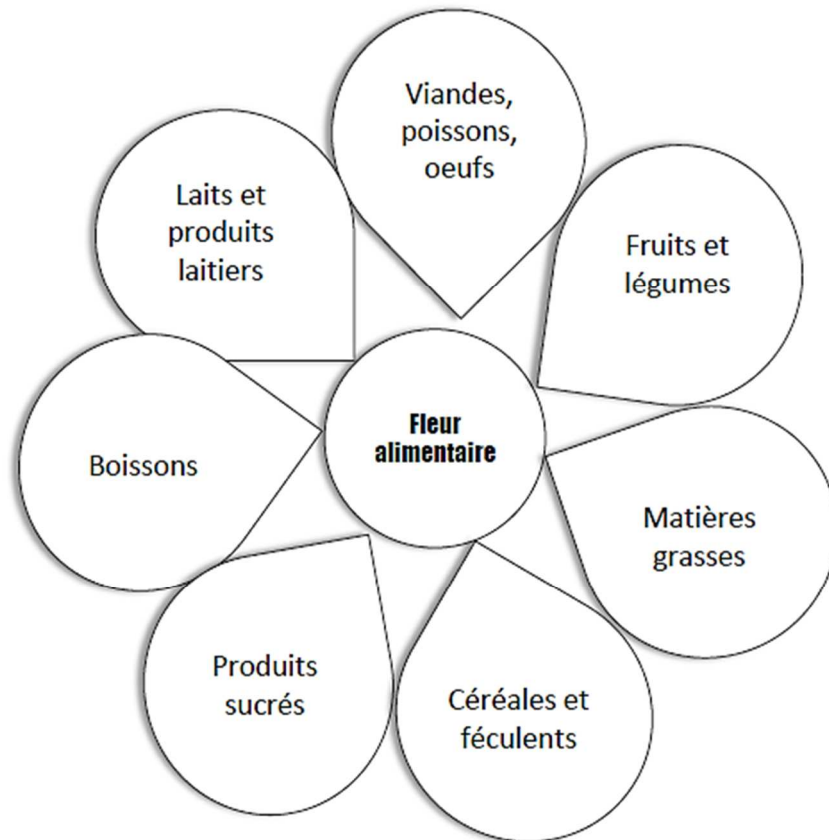 Viandes,
poissons,
oeufs
Laits et
produits
laitiers
Fruits et
légumes
Fleur
alimentaire
Boissons
Matières
grasses
Produits
sucrés
Céréales et
féculents